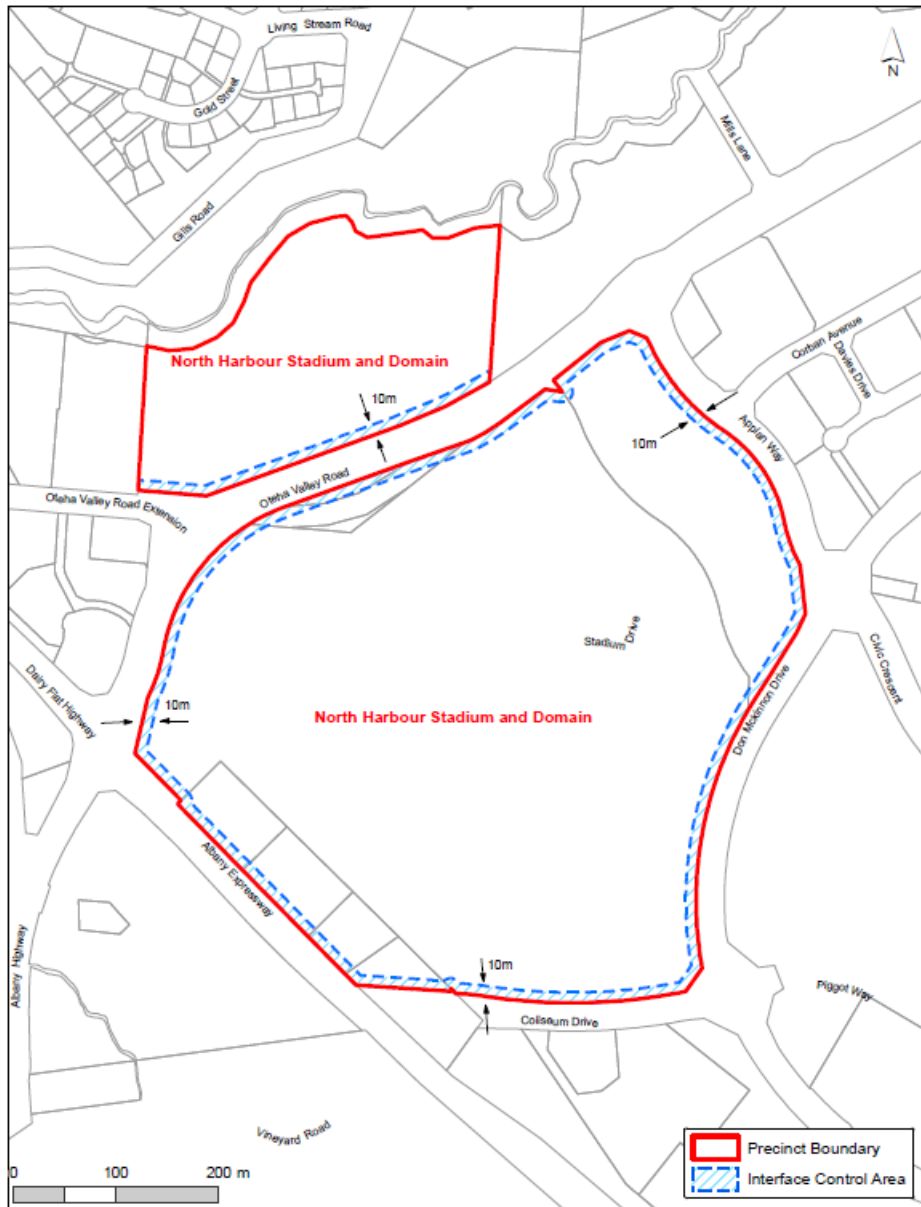 Living Stream Road
N
Gold Street
Mills Lane
Gills Road
Corban Avenue
North Harbour Stadium and Domain
Davies Drive
10m
Appian Way
10m
Oteha Valley Road
Oteha Valley Road Extension
Stadium Drive
Civic Crescent
Dairy Flat Highway
10m
North Harbour Stadium and Domain
Don Mckinnon Drive
Albany Expressway
Albany Highway
10m
Piggot Way
Coliseum Drive
Vineyard Road
Precinct Boundary
Interface Control Area
0 100 200 m